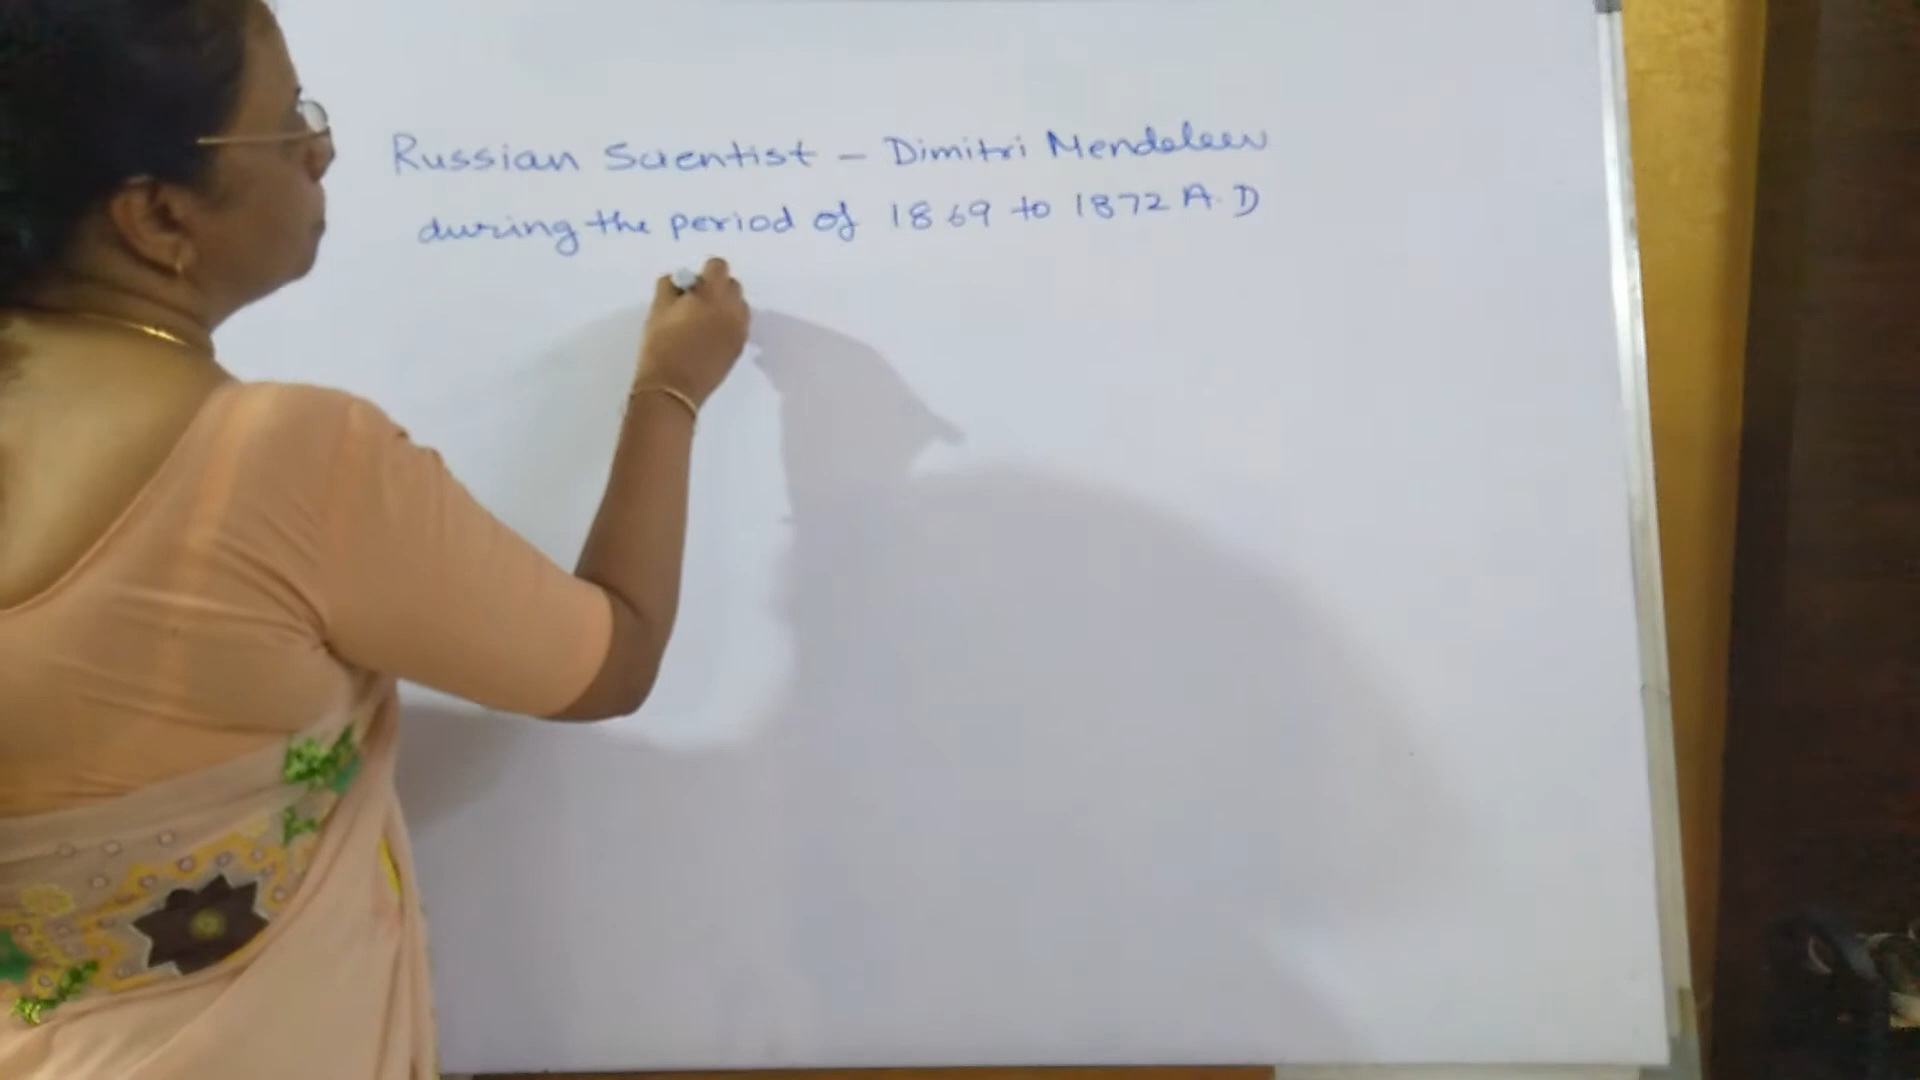 Russian Scientist - Dimitri Mendeleev
during the period of 1869 to 1872 A.D